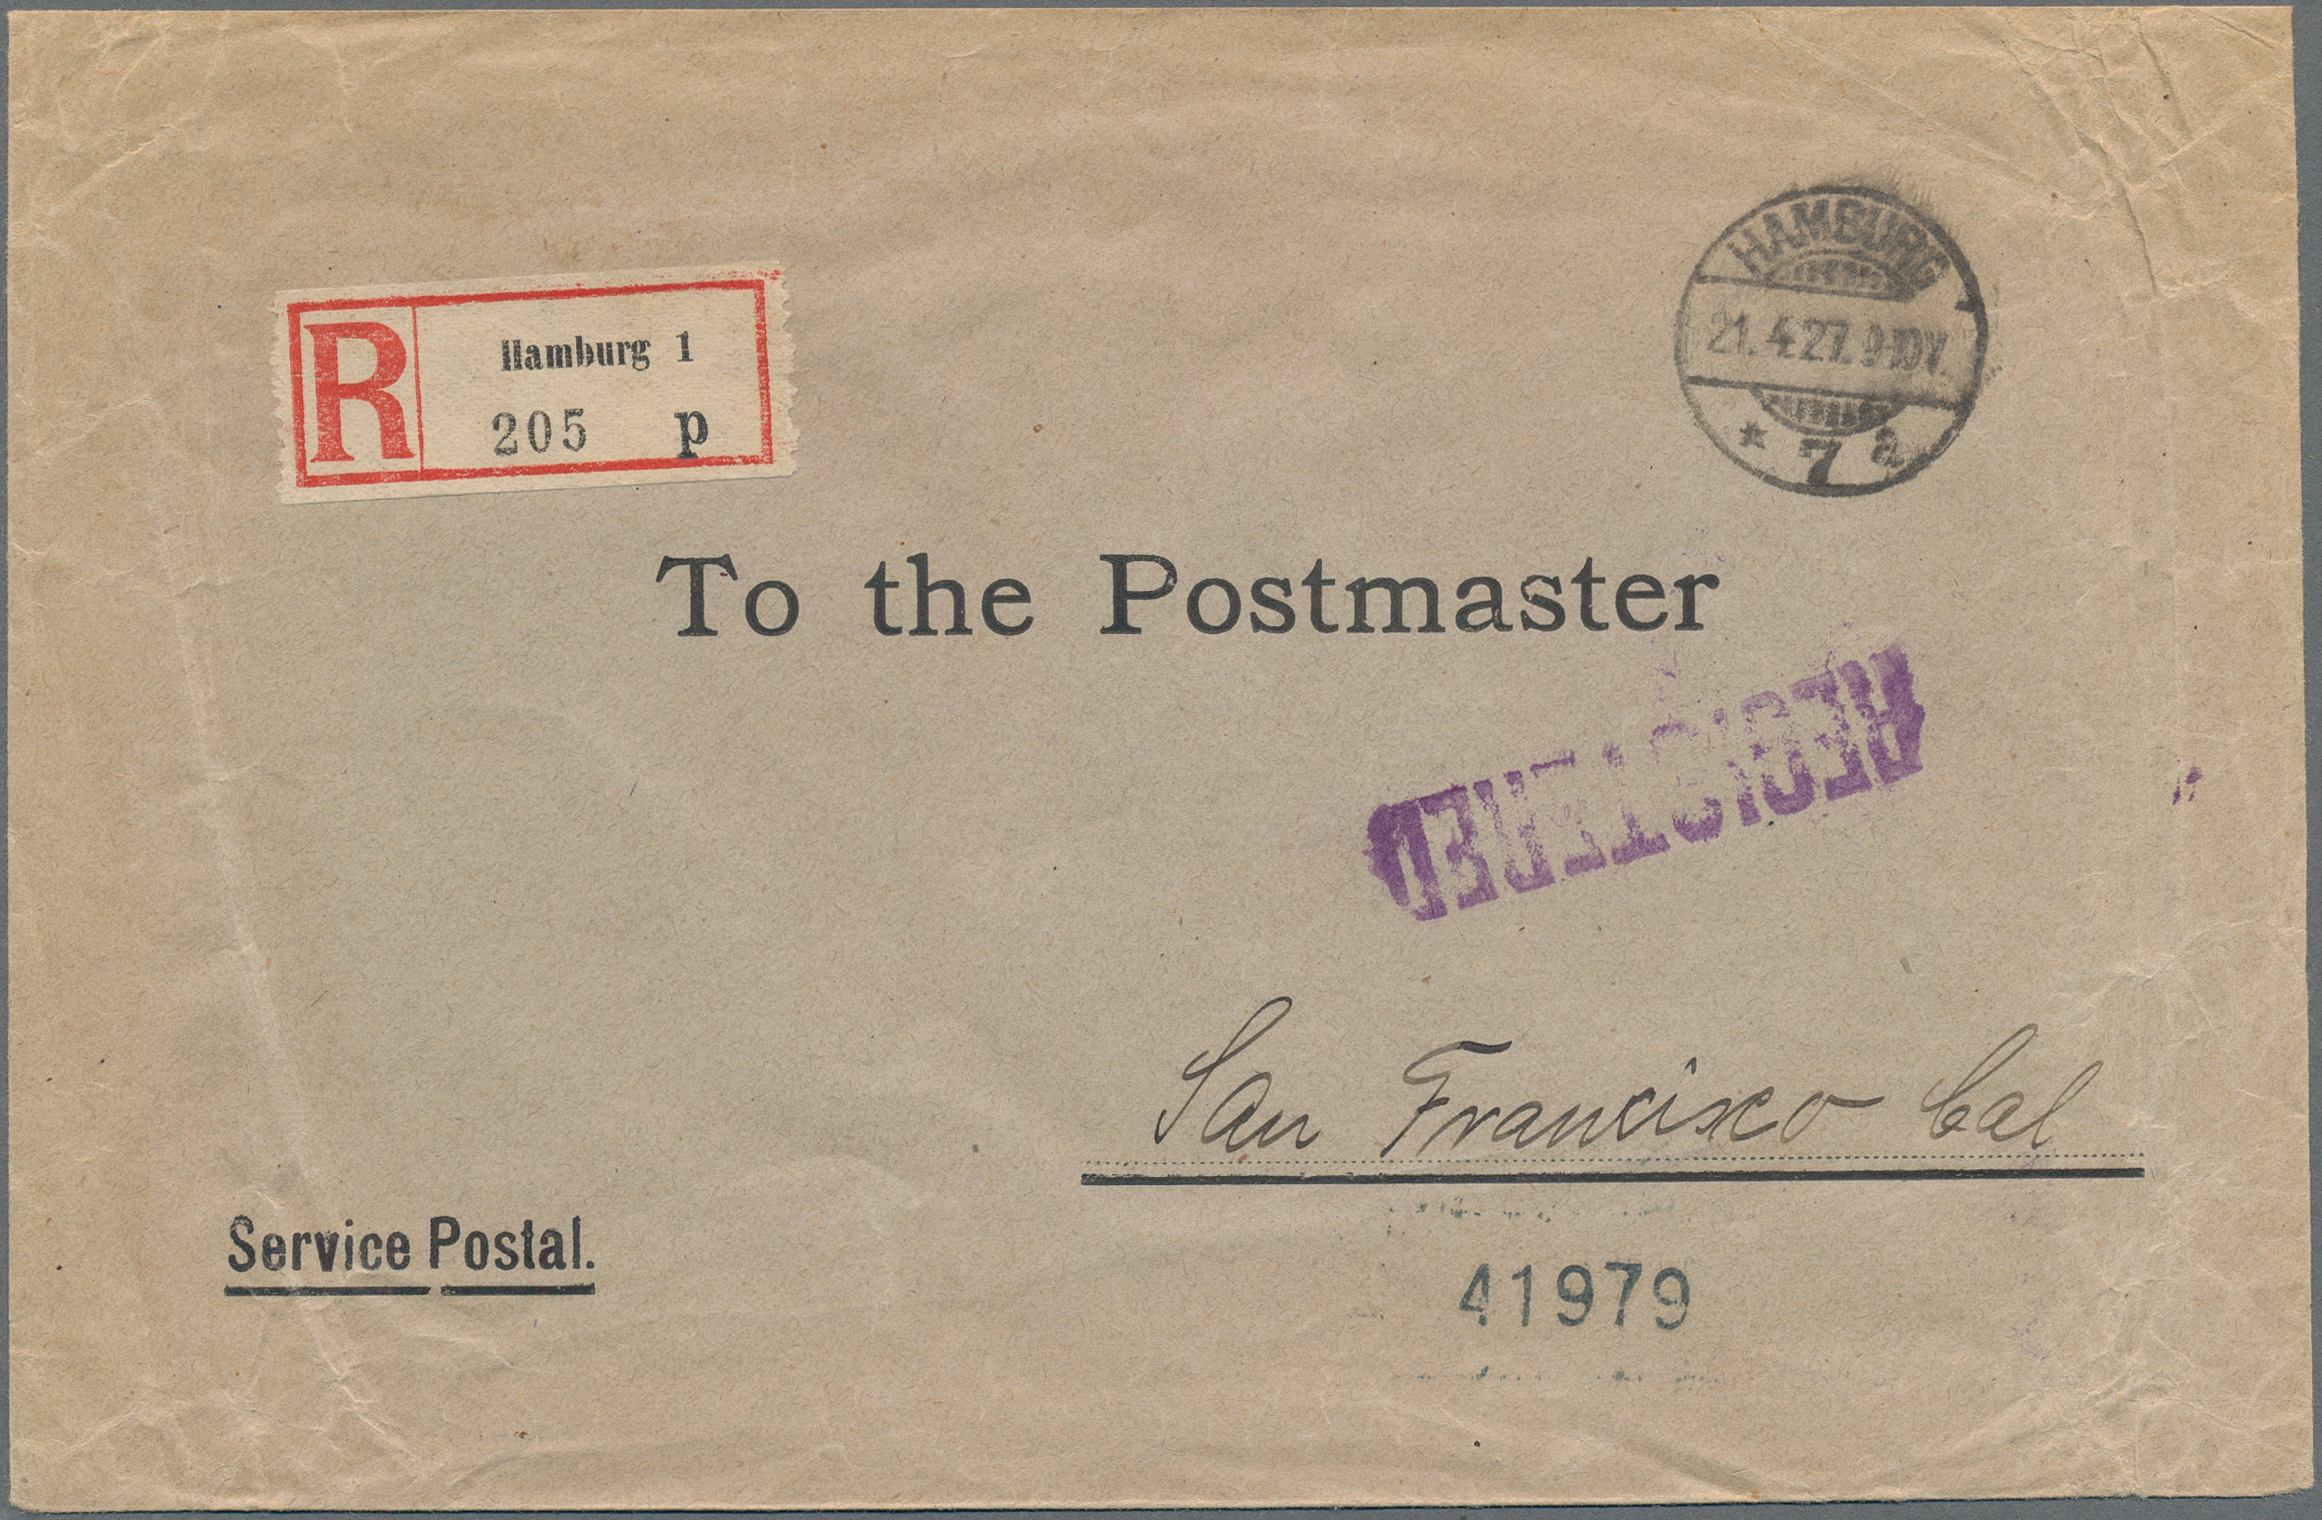 HAMBURG
21.4.27.9-10V.
* 7 a
R
Hamburg 1
205 p
To the Postmaster
REGISTERED
San Francisco Cal
Service Postal.
41979